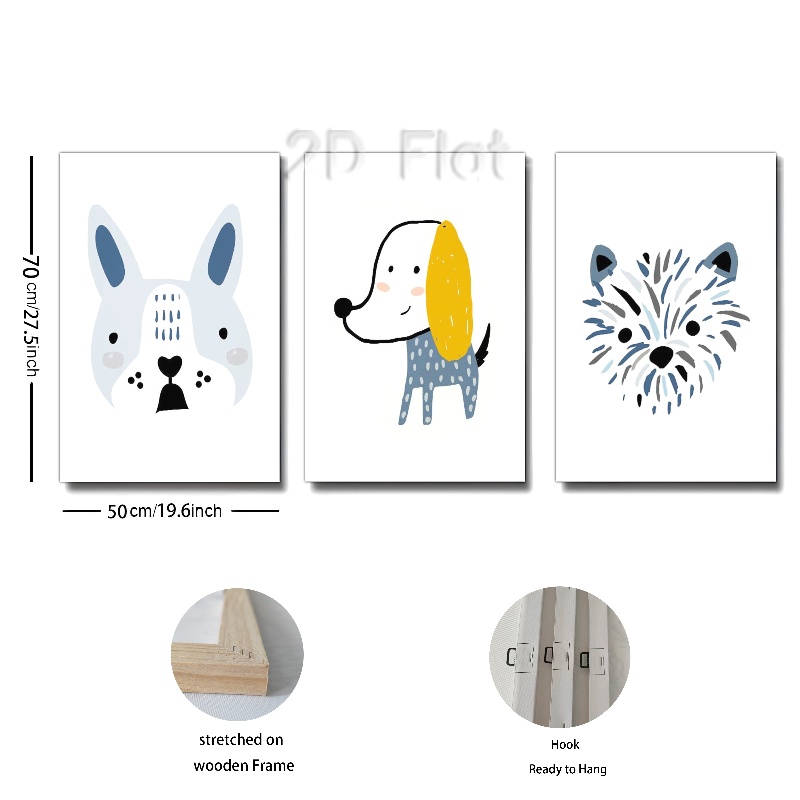 2D Flat
70 cm/27.5inch
50cm/19.6inch
stretched on
wooden Frame
Hook
Ready to Hang